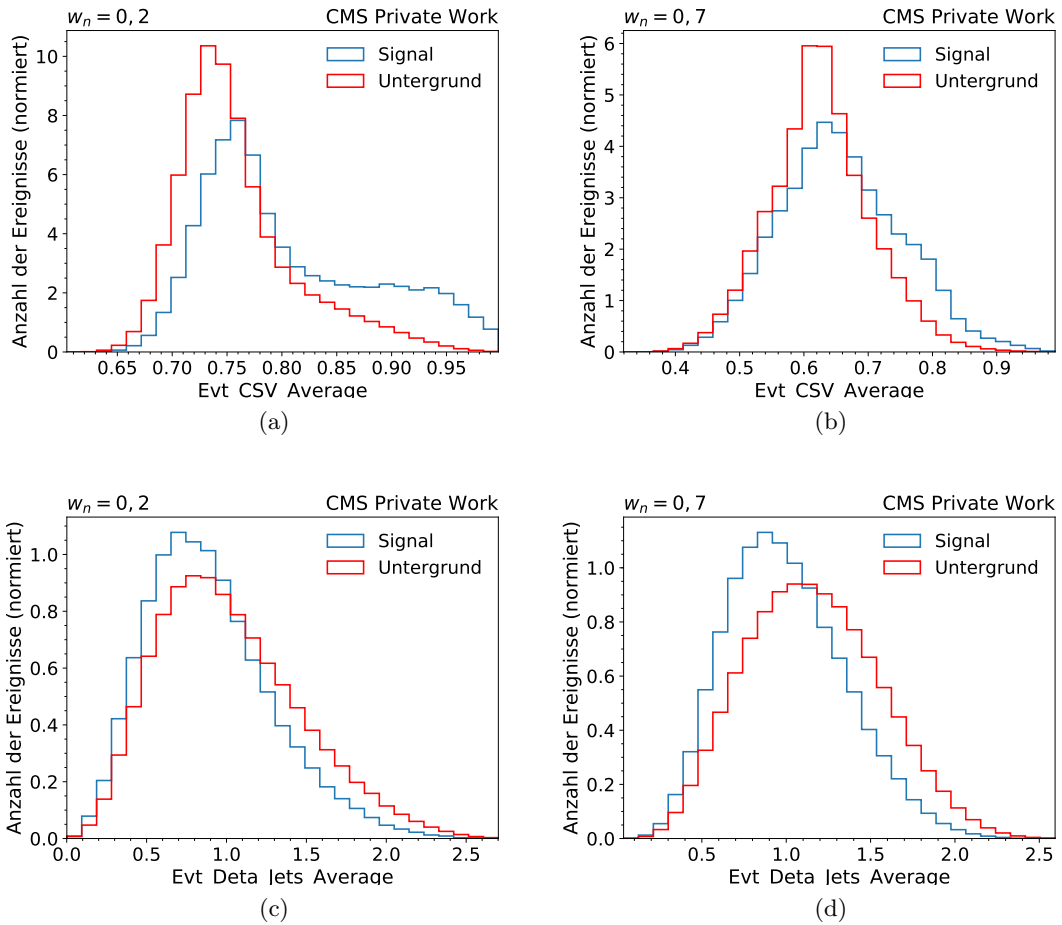 w_n = 0, 2 CMS Private Work
Signal
Untergrund
Anzahl der Ereignisse (normiert)
10
8
6
4
2
0
0.65 0.70 0.75 0.80 0.85 0.90 0.95
Evt_CSV_Average
(a)
w_n = 0, 7 CMS Private Work
Signal
Untergrund
Anzahl der Ereignisse (normiert)
6
5
4
3
2
1
0
0.4 0.5 0.6 0.7 0.8 0.9
Evt_CSV_Average
(b)
w_n = 0, 2 CMS Private Work
Signal
Untergrund
Anzahl der Ereignisse (normiert)
1.0
0.8
0.6
0.4
0.2
0.0
0.0 0.5 1.0 1.5 2.0 2.5
Evt_Deta_Jets_Average
(c)
w_n = 0, 7 CMS Private Work
Signal
Untergrund
Anzahl der Ereignisse (normiert)
1.0
0.8
0.6
0.4
0.2
0.0
0.5 1.0 1.5 2.0 2.5
Evt_Deta_Jets_Average
(d)